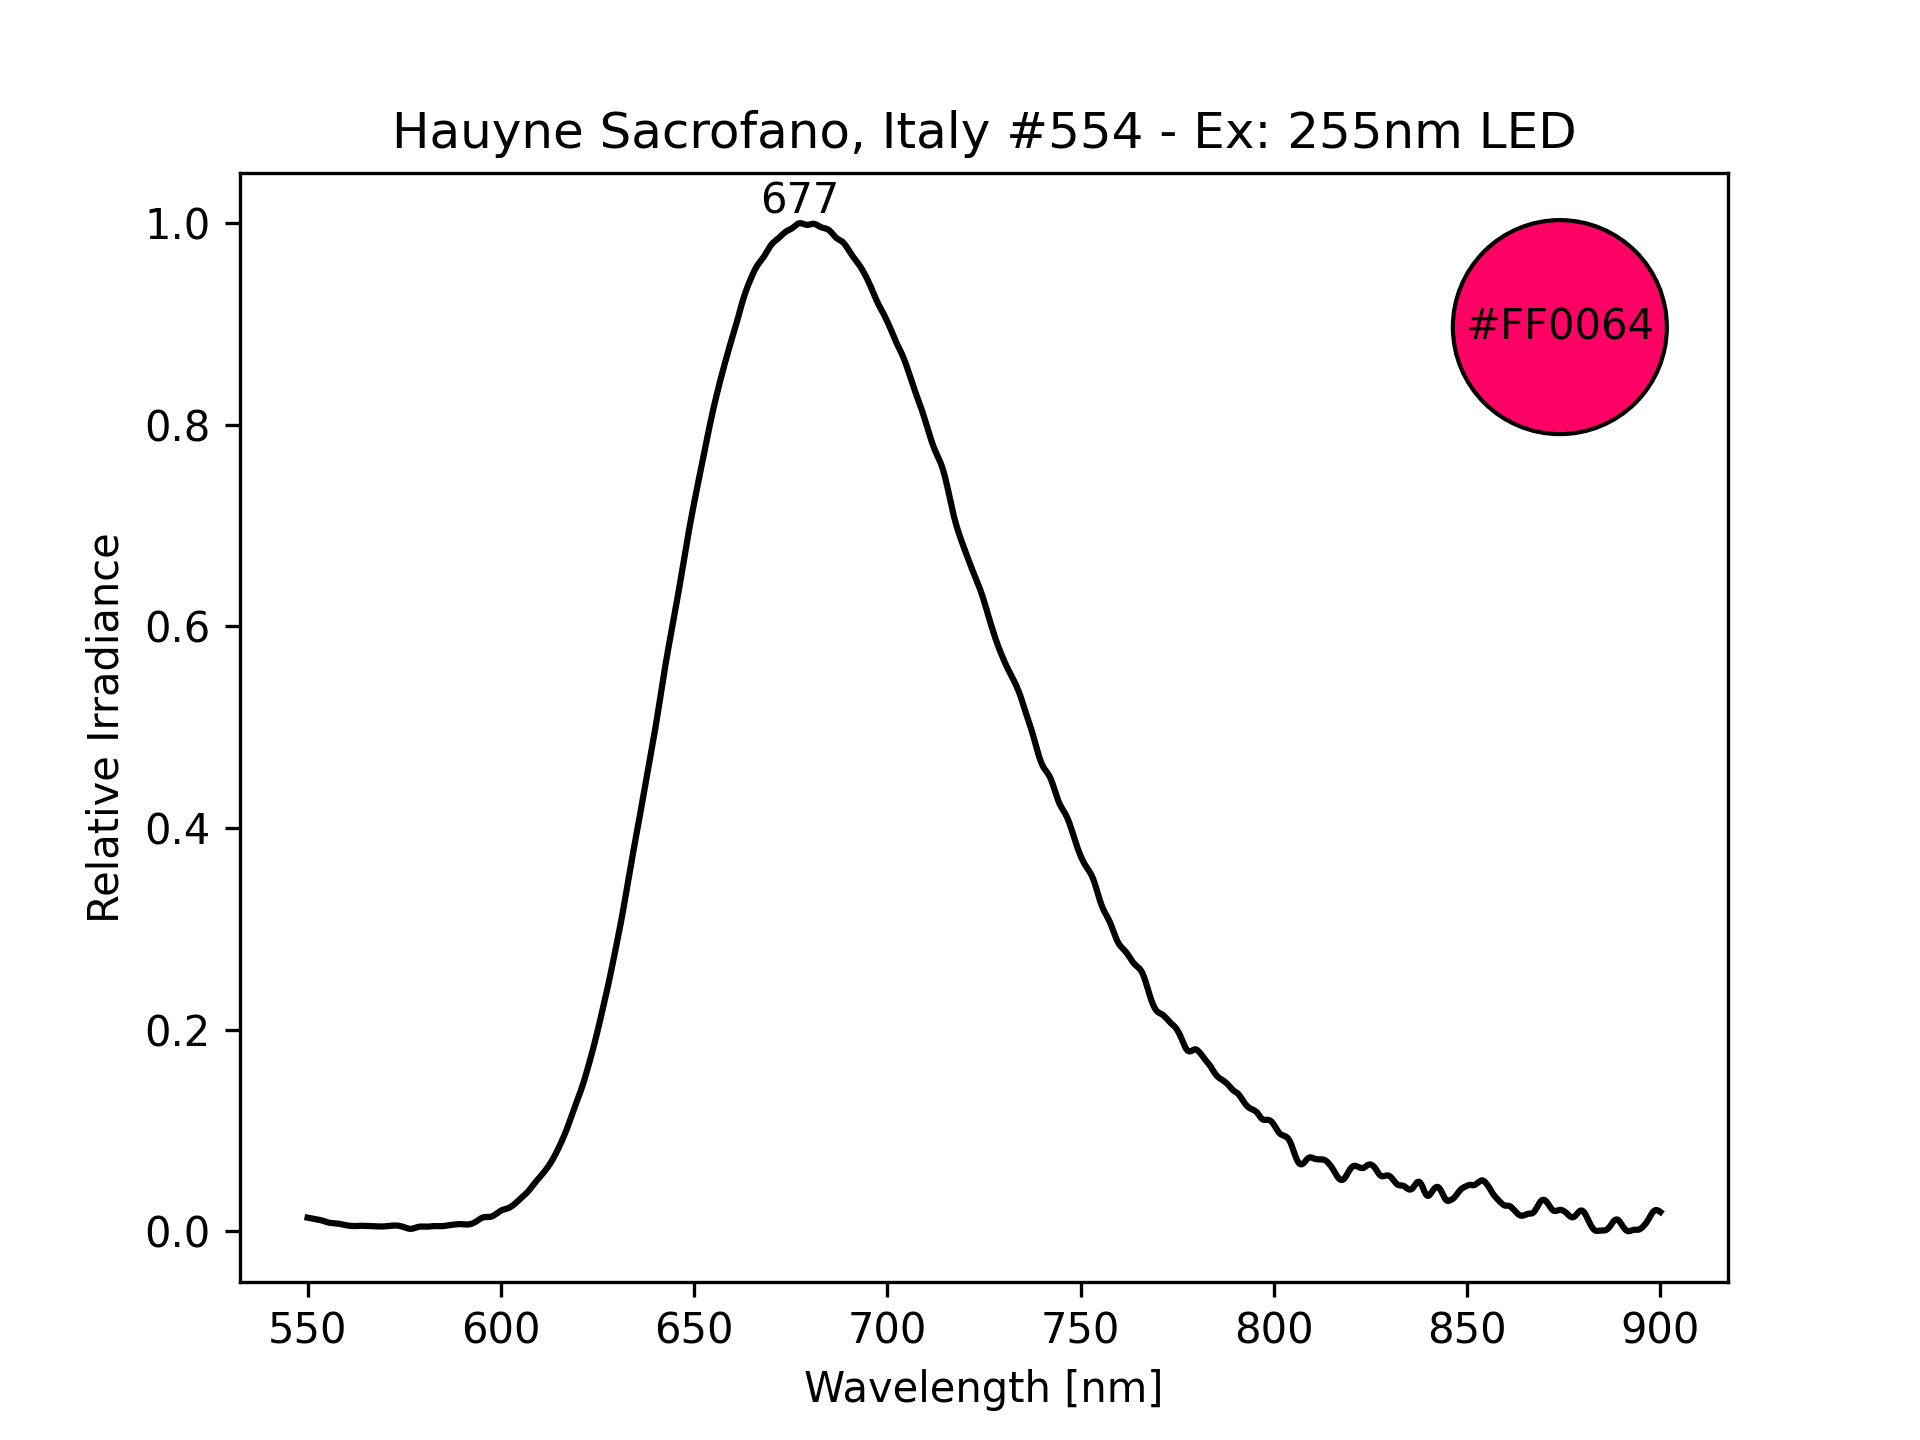 Hauyne Sacrofano, Italy #554 - Ex: 255nm LED
677
#FF0064
1.0
0.8
0.6
0.4
0.2
0.0
Relative Irradiance
550 600 650 700 750 800 850 900
Wavelength [nm]